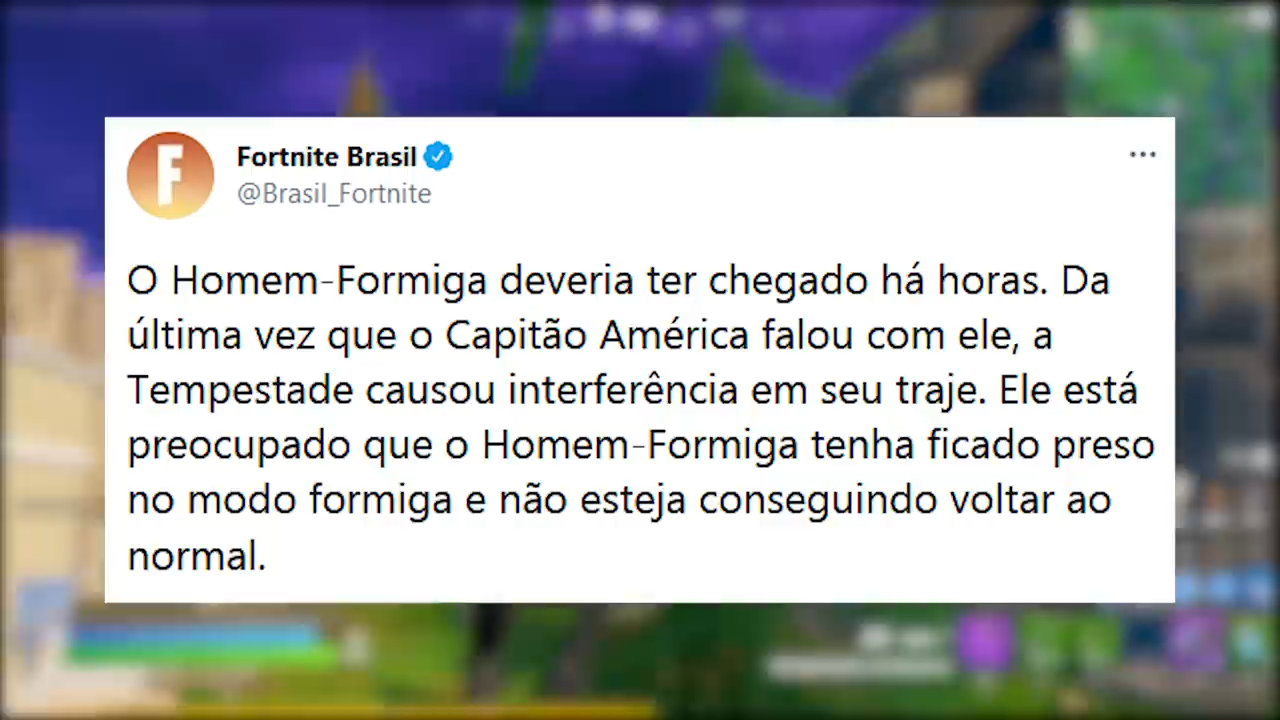 F
Fortnite Brasil
@Brasil_Fortnite
O Homem-Formiga deveria ter chegado há horas. Da
última vez que o Capitão América falou com ele, a
Tempestade causou interferência em seu traje. Ele está
preocupado que o Homem-Formiga tenha ficado preso
no modo formiga e não esteja conseguindo voltar ao
normal.